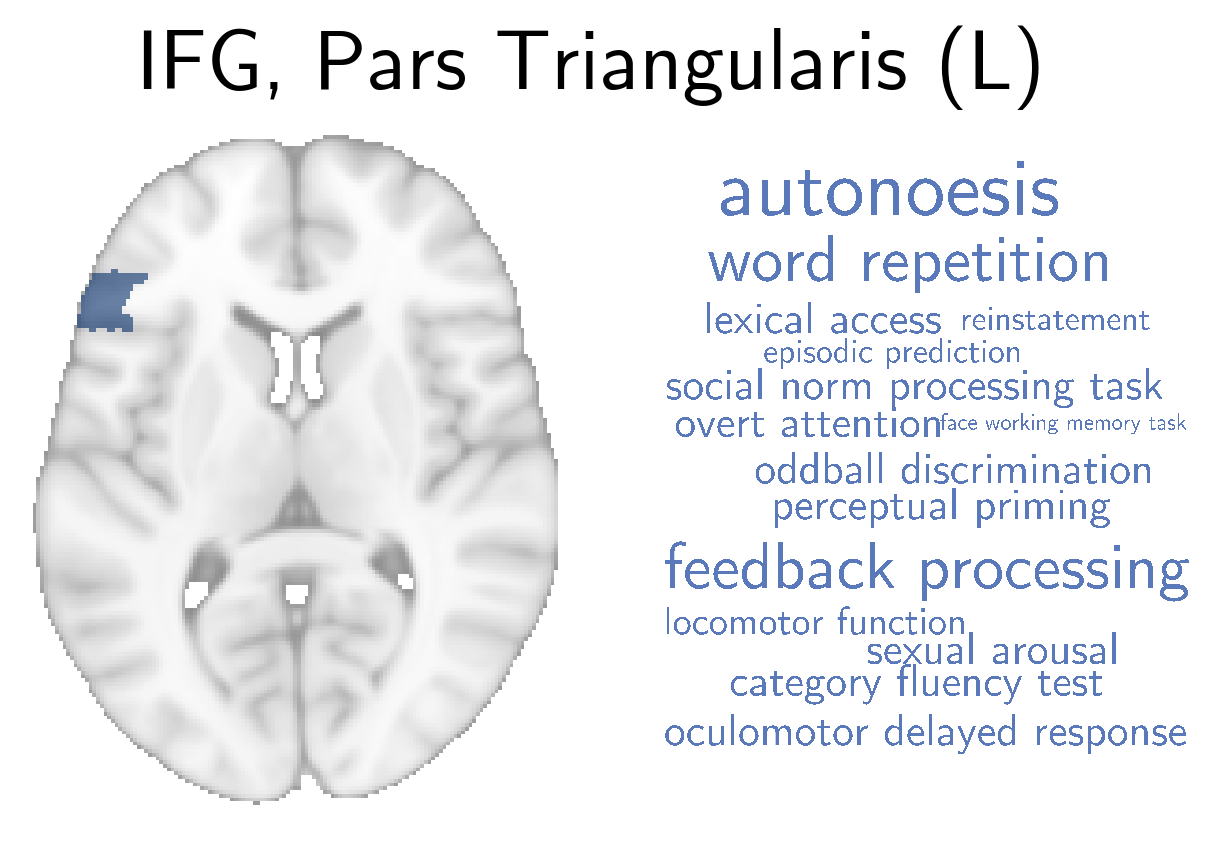 IFG, Pars Triangularis (L)
autonoesis
word repetition
lexical access reinstatement
episodic prediction
social norm processing task
overt attention face working memory task
oddball discrimination
perceptual priming
feedback processing
locomotor function
sexual arousal
category fluency test
oculomotor delayed response